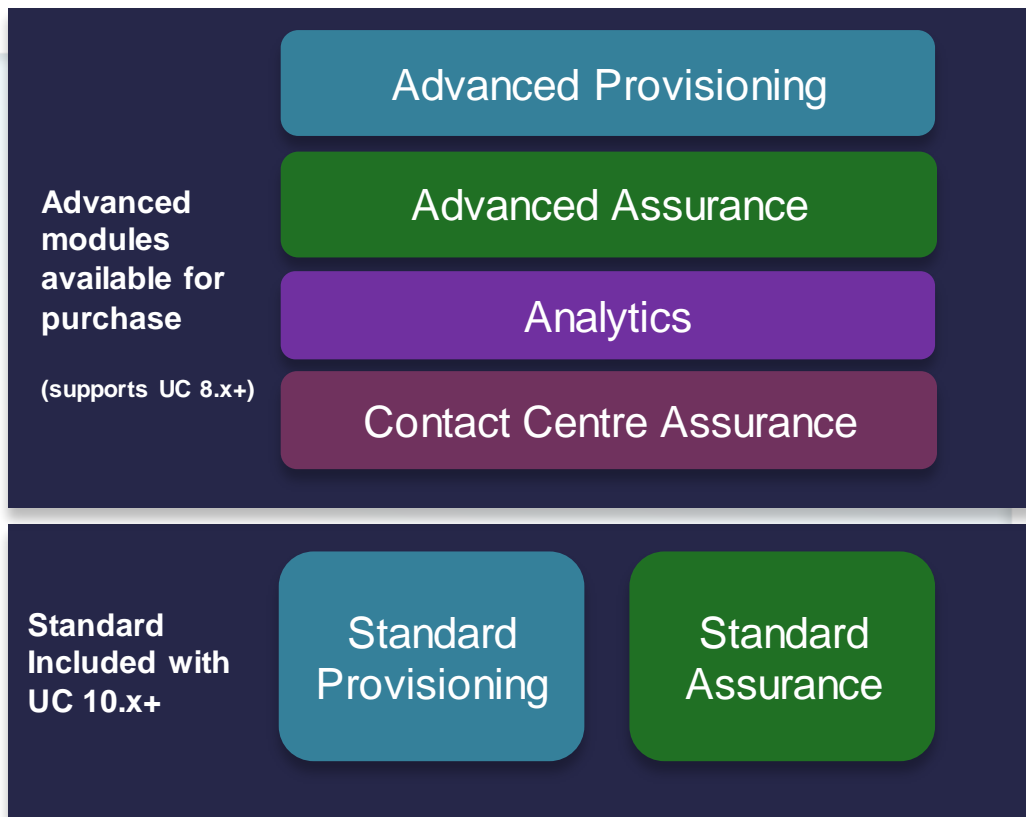 Advanced Provisioning
Advanced Assurance
Analytics
Contact Centre Assurance
Advanced
modules
available for
purchase
(supports UC 8.x+)
Standard
Included with
UC 10.x+
Standard
Provisioning
Standard
Assurance